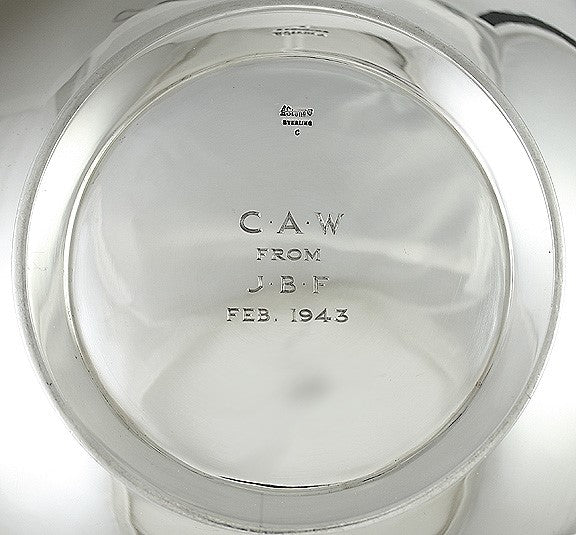 STERLING
C
C·A·W
FROM
J·B·F
FEB. 1943